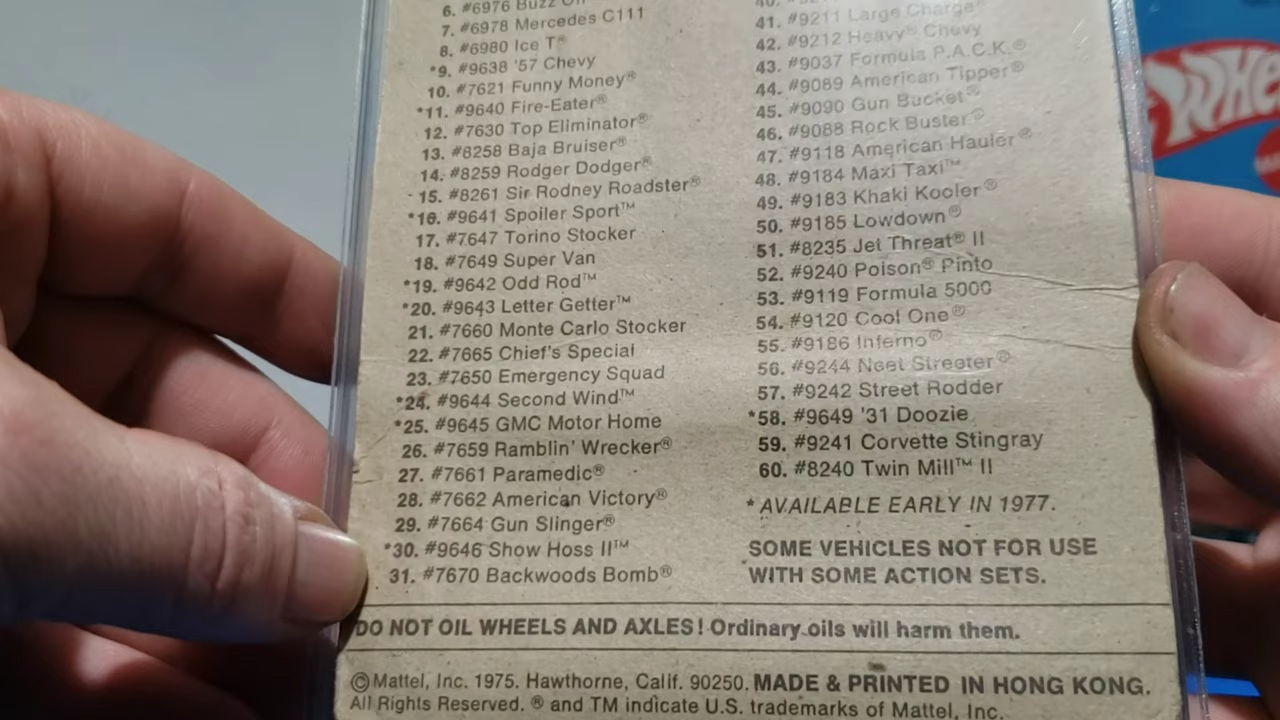 6. #6976 Buzz Off
7. #6978 Mercedes C111
8. #6980 Ice T®
*9. #9638 '57 Chevy
10. #7621 Funny Money®
*11. #9640 Fire-Eater®
12. #7630 Top Eliminator®
13. #8258 Baja Bruiser®
14. #8259 Rodger Dodger®
15. #8261 Sir Rodney Roadster®
*16. #9641 Spoiler Sport™
17. #7647 Torino Stocker
18. #7649 Super Van
*19. #9642 Odd Rod™
*20. #9643 Letter Getter™
21. #7660 Monte Carlo Stocker
22. #7665 Chief's Special
23. #7650 Emergency Squad
*24. #9644 Second Wind™
*25. #9645 GMC Motor Home
26. #7659 Ramblin' Wrecker®
27. #7661 Paramedic®
28. #7662 American Victory®
29. #7664 Gun Slinger®
*30. #9646 Show Hoss II™
31. #7670 Backwoods Bomb®
41. #9211 Large Charge®
42. #9212 Heavy® Chevy
43. #9037 Formula P.A.C.K.®
44. #9089 American Tipper®
45. #9090 Gun Bucket®
46. #9088 Rock Buster®
47. #9118 American Hauler®
48. #9184 Maxi Taxi™
49. #9183 Khaki Kooler®
50. #9185 Lowdown®
51. #8235 Jet Threat® II
52. #9240 Poison® Pinto
53. #9119 Formula 5000
54. #9120 Cool One®
55. #9186 Inferno®
56. #9244 Neet Streeter®
57. #9242 Street Rodder
*58. #9649 '31 Doozie
59. #9241 Corvette Stingray
60. #8240 Twin Mill™ II
* AVAILABLE EARLY IN 1977.
SOME VEHICLES NOT FOR USE
WITH SOME ACTION SETS.
DO NOT OIL WHEELS AND AXLES! Ordinary oils will harm them.
©Mattel, Inc. 1975. Hawthorne, Calif. 90250. MADE & PRINTED IN HONG KONG.
All Rights Reserved. ® and TM indicate U.S. trademarks of Mattel, Inc.